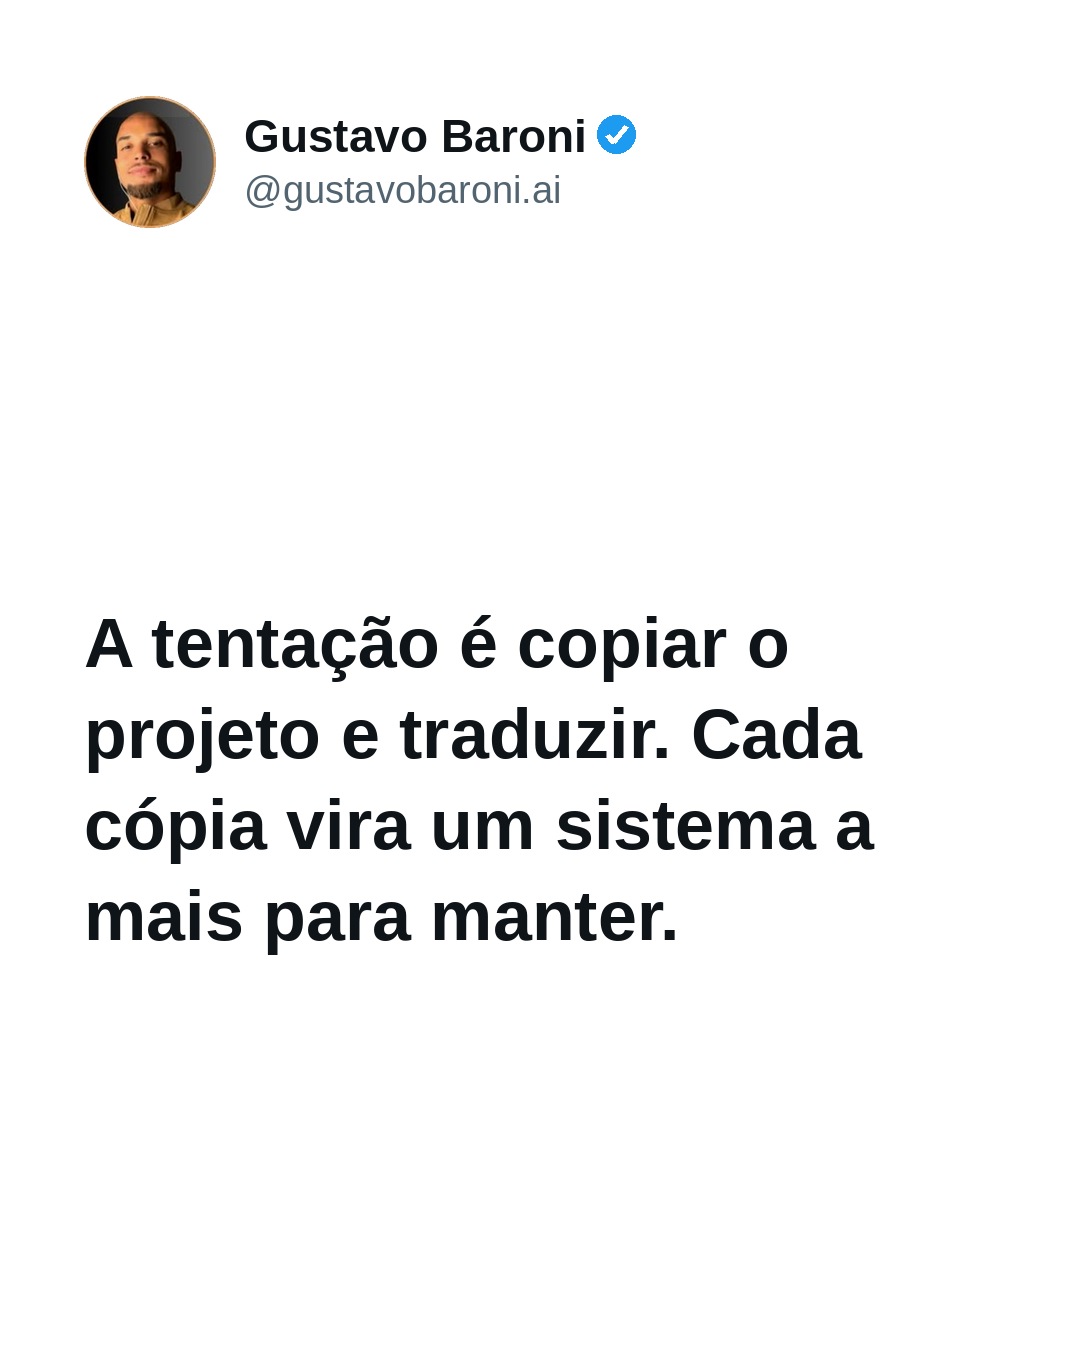 Gustavo Baroni
@gustavobaroni.ai
A tentação é copiar o
projeto e traduzir. Cada
cópia vira um sistema a
mais para manter.